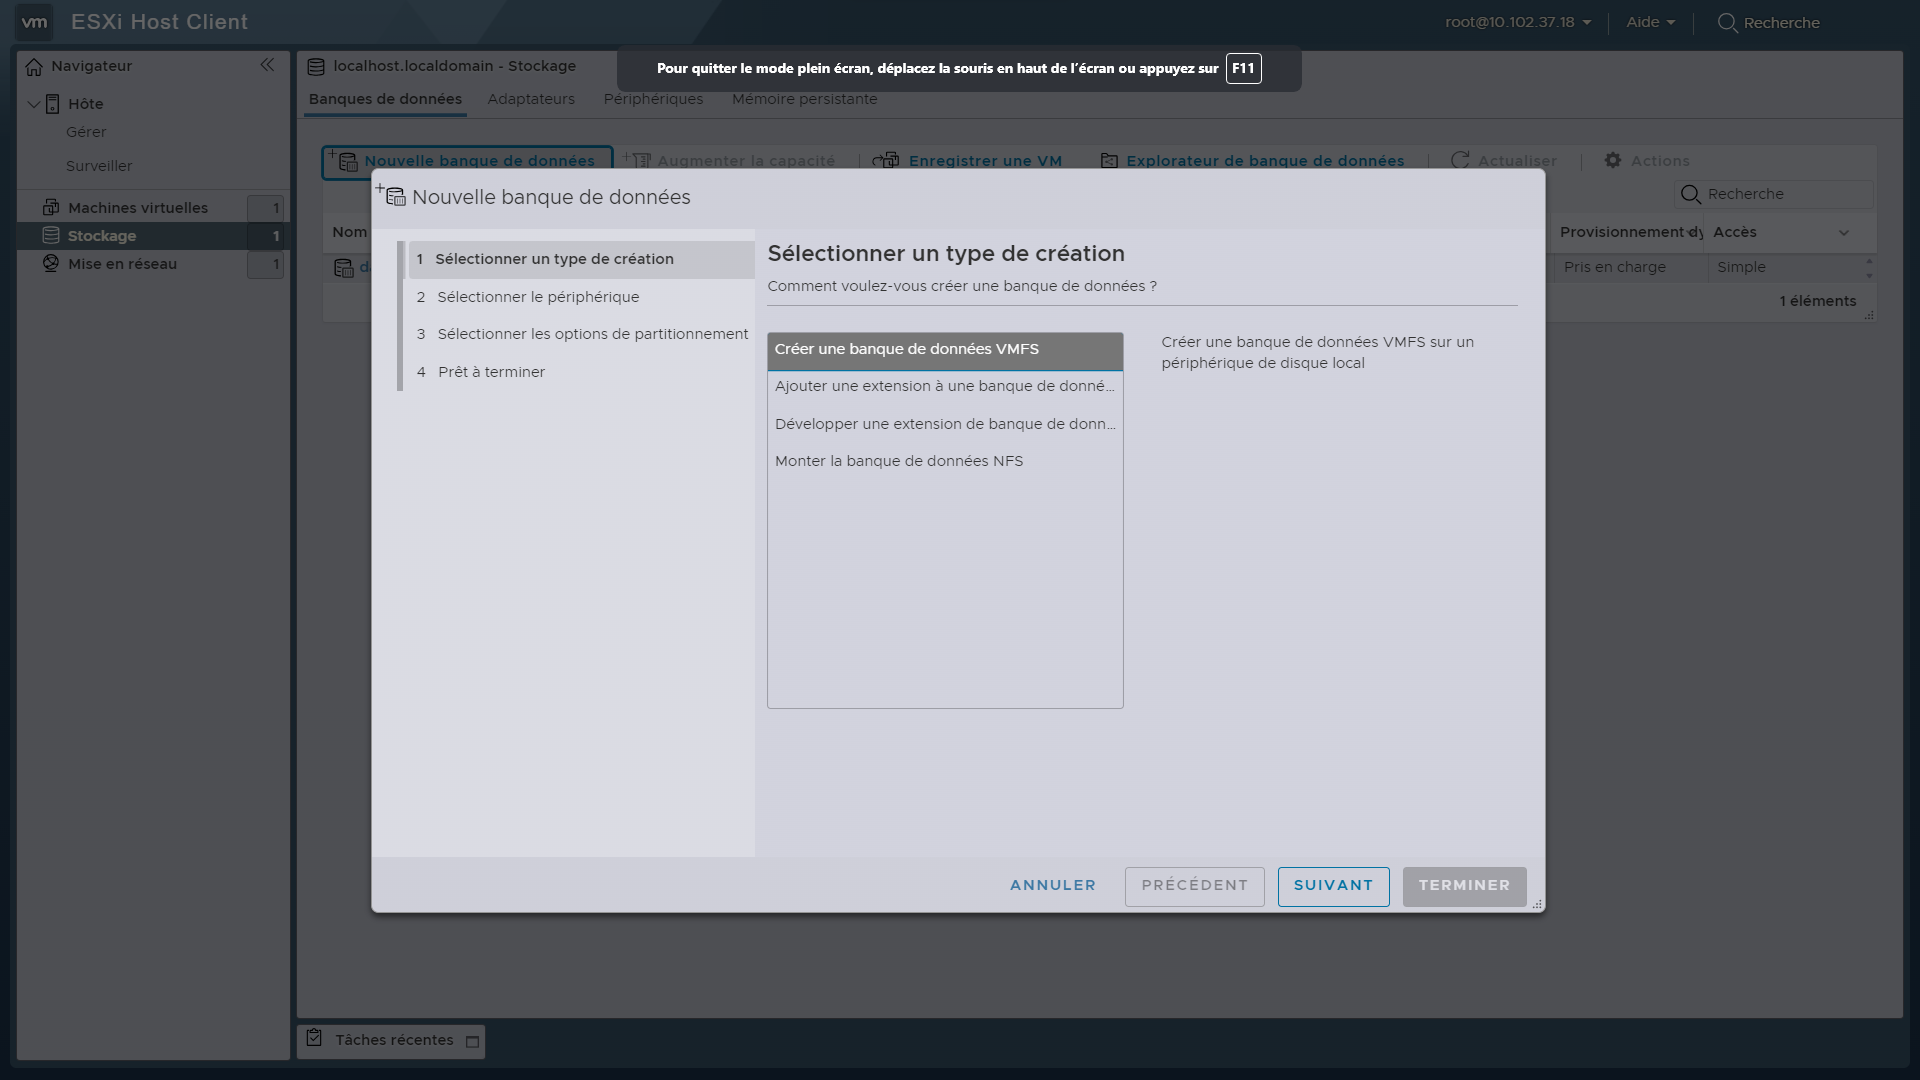 vm ESXi Host Client
root@10.102.37.18
Aide
Recherche
Pour quitter le mode plein écran, déplacez la souris en haut de l'écran ou appuyez sur F11
Navigateur
Hôte
Gérer
Surveiller
Machines virtuelles 1
Stockage 1
Mise en réseau 1
localhost.localdomain - Stockage
Banques de données Adaptateurs Périphériques Mémoire persistante
Nouvelle banque de données Augmenter la capacité Enregistrer une VM Explorateur de banque de données Actualiser Actions
Recherche
Nom Provisionnement dy Accès
Pris en charge Simple
1 éléments
Nouvelle banque de données
1 Sélectionner un type de création
2 Sélectionner le périphérique
3 Sélectionner les options de partitionnement
4 Prêt à terminer
Sélectionner un type de création
Comment voulez-vous créer une banque de données ?
Créer une banque de données VMFS
Ajouter une extension à une banque de donné...
Développer une extension de banque de donn...
Monter la banque de données NFS
Créer une banque de données VMFS sur un
périphérique de disque local
ANNULER PRÉCÉDENT SUIVANT TERMINER
Tâches récentes